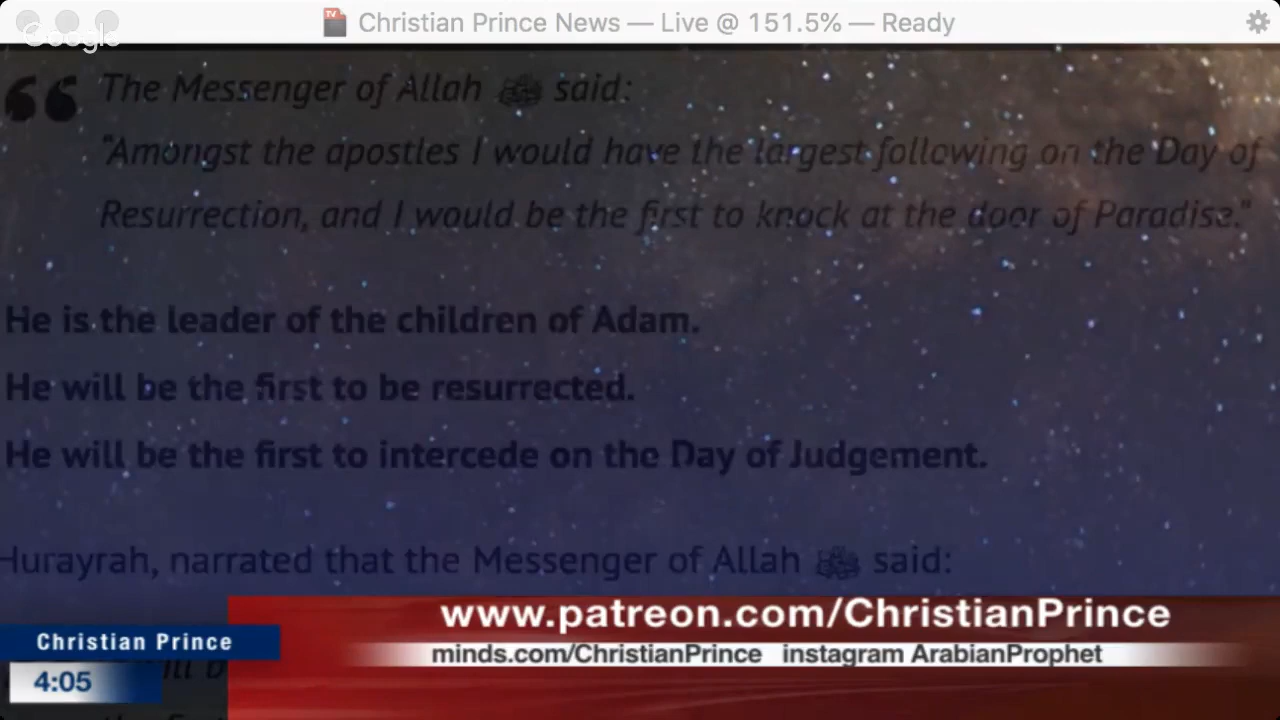 Christian Prince News — Live @ 151.5% — Ready
Google
TV
“ The Messenger of Allah ﷺ said:
"Amongst the apostles I would have the largest following on the Day of
Resurrection, and I would be the first to knock at the door of Paradise."
He is the leader of the children of Adam.
He will be the first to be resurrected.
He will be the first to intercede on the Day of Judgement.
Hurayrah, narrated that the Messenger of Allah ﷺ said:
www.patreon.com/ChristianPrince
Christian Prince
minds.com/ChristianPrince instagram ArabianProphet
4:05